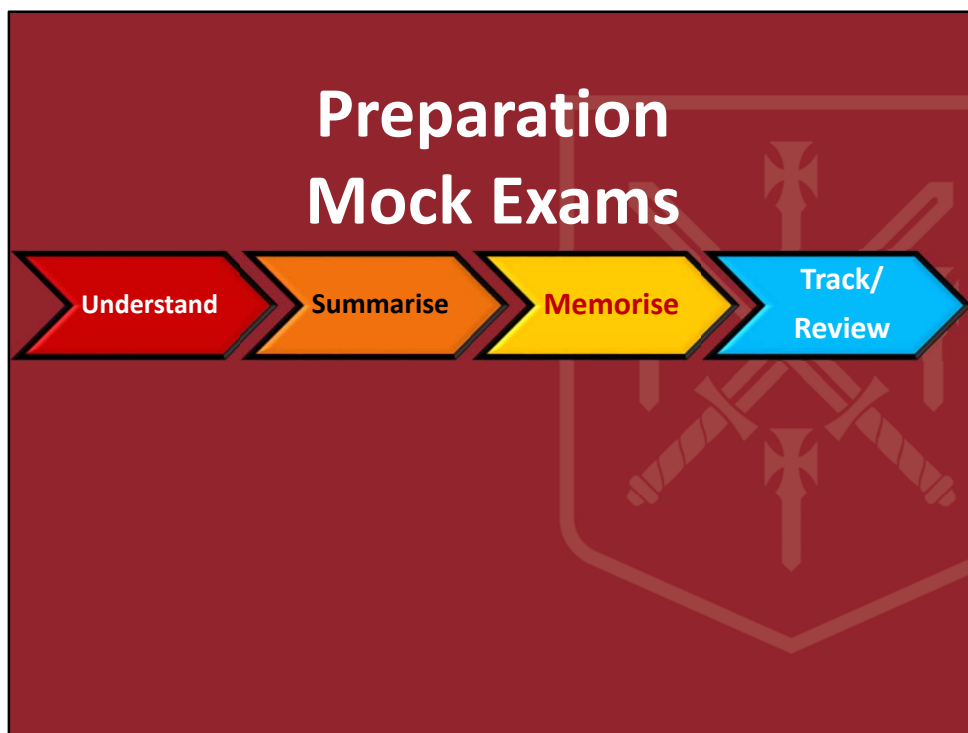 Preparation
Mock Exams
Understand
Summarise
Memorise
Track/
Review